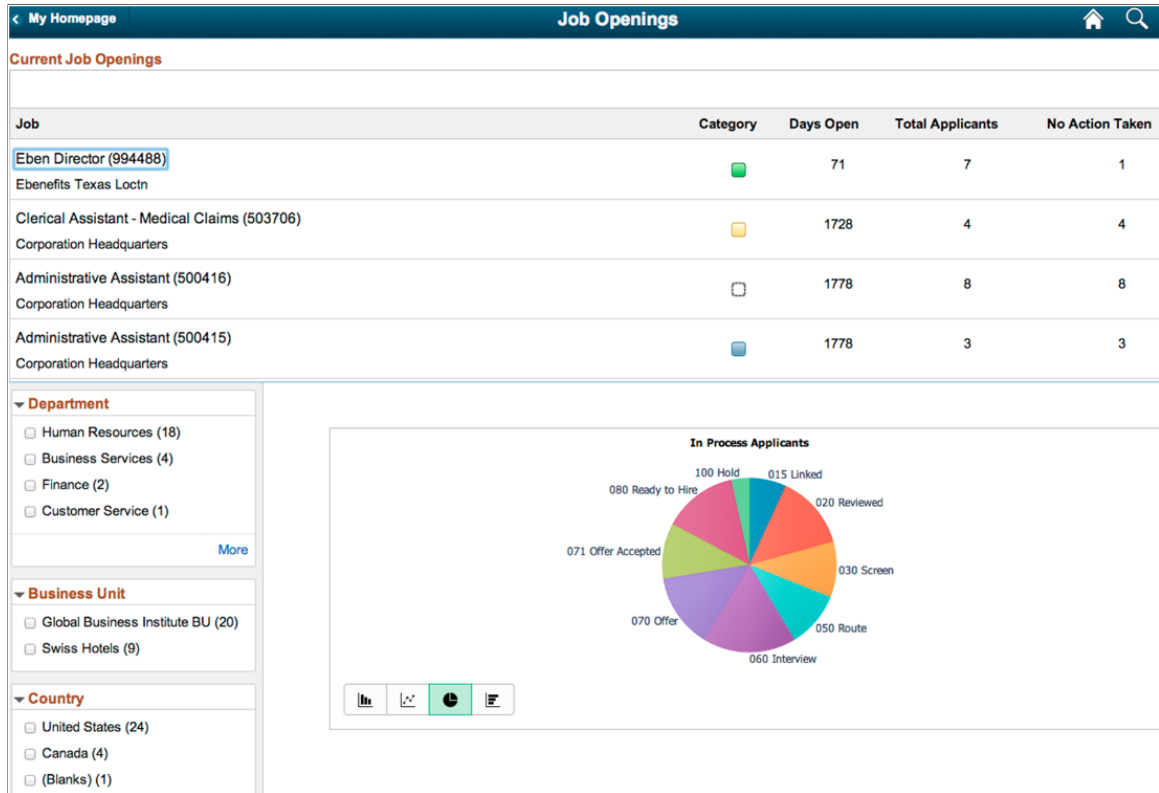 My Homepage
Job Openings
Current Job Openings
Job Category Days Open Total Applicants No Action Taken
Eben Director (994488) 71 7 1
Ebenefits Texas Loctn
Clerical Assistant - Medical Claims (503706) 1728 4 4
Corporation Headquarters
Administrative Assistant (500416) 1778 8 8
Corporation Headquarters
Administrative Assistant (500415) 1778 3 3
Corporation Headquarters
Department
Human Resources (18)
Business Services (4)
Finance (2)
Customer Service (1)
More
Business Unit
Global Business Institute BU (20)
Swiss Hotels (9)
Country
United States (24)
Canada (4)
(Blanks) (1)
In Process Applicants
100 Hold
015 Linked
080 Ready to Hire
020 Reviewed
071 Offer Accepted
030 Screen
070 Offer
050 Route
060 Interview